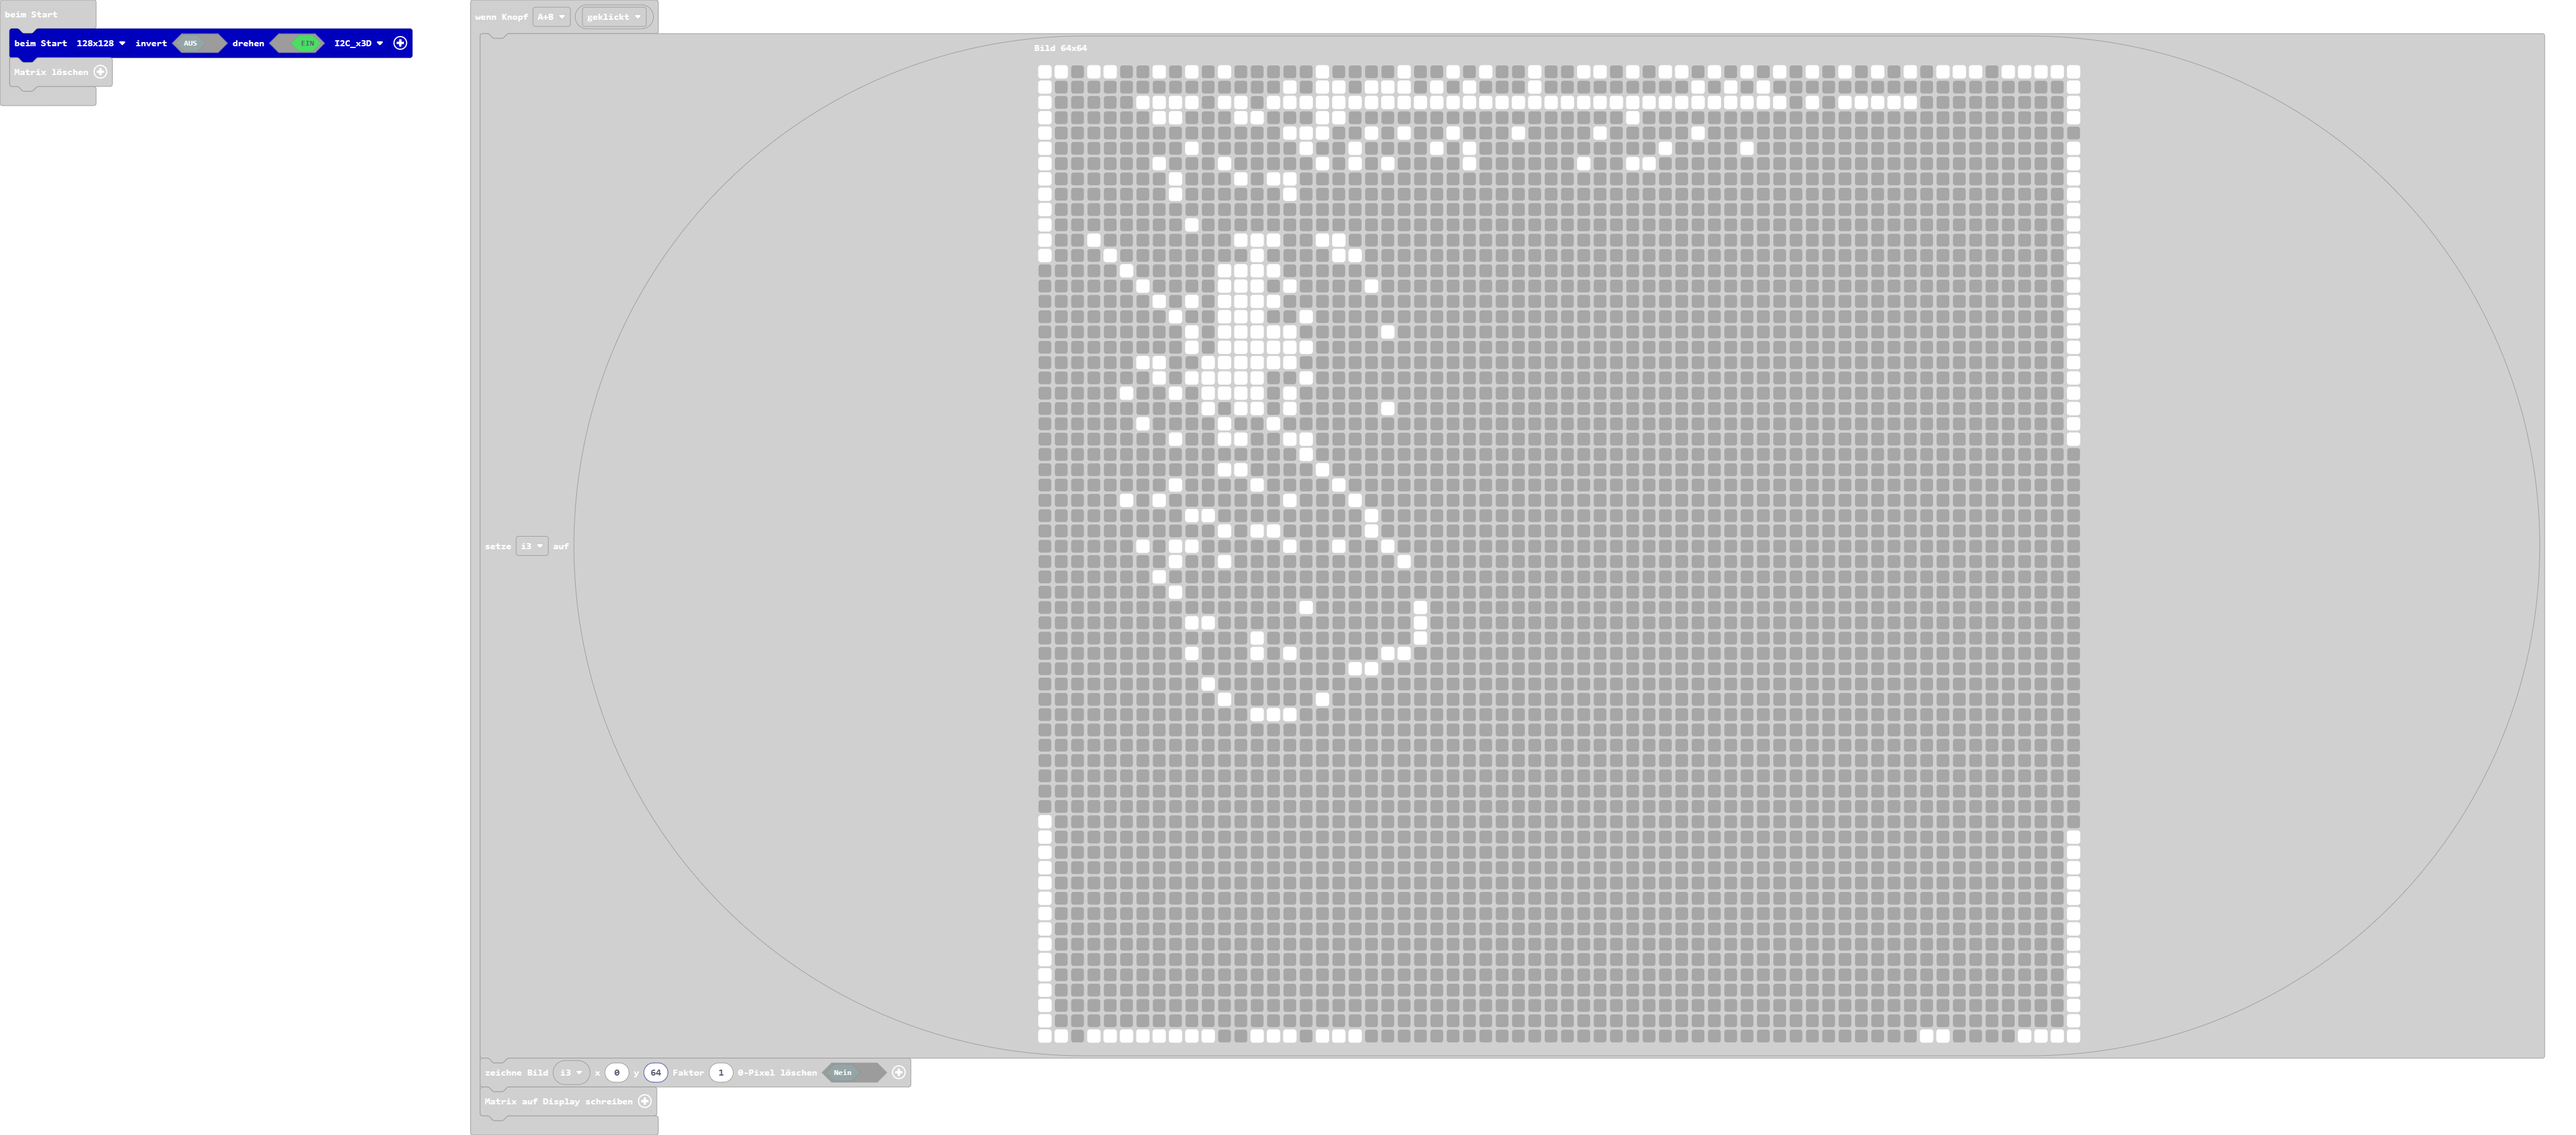 beim Start
beim Start 128x128 invert AUS drehen EIN I2C_x3D
Matrix löschen
wenn Knopf A+B geklickt
Bild 64x64
setze i3 auf
zeichne Bild i3 x 0 y 64 Faktor 1 0-Pixel löschen Nein
Matrix auf Display schreiben